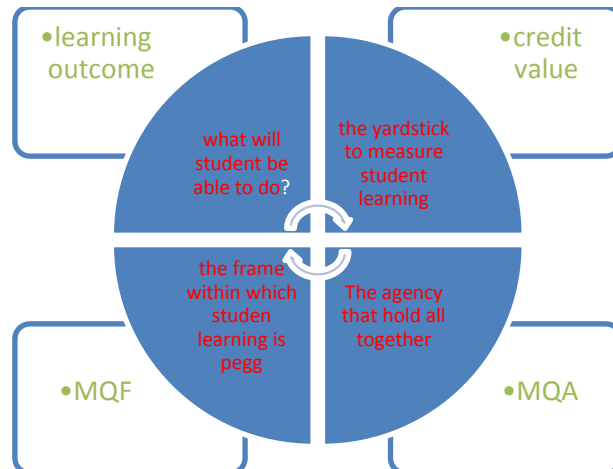 •learning
outcome
•credit
value
what will
student be
able to do?
the yardstick
to measure
student
learning
the frame
within which
studen
learning is
pegg
The agency
that hold all
together
•MQF
•MQA